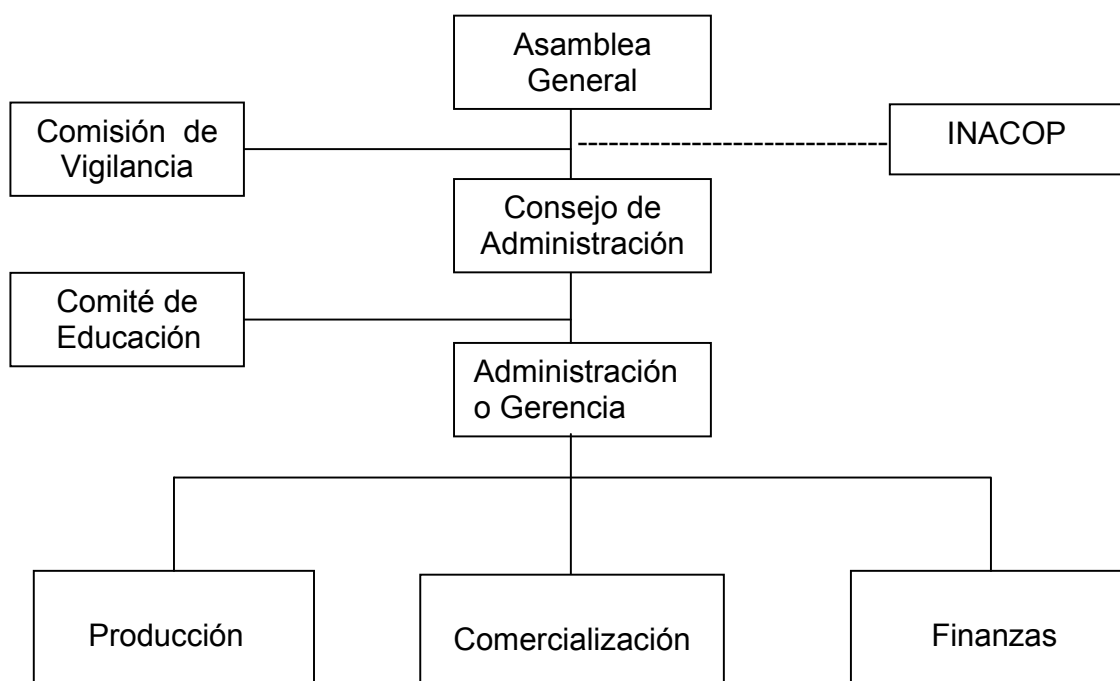 Asamblea
General
Comisión de
Vigilancia
INACOP
Consejo de
Administración
Comité de
Educación
Administración
o Gerencia
Producción
Comercialización
Finanzas